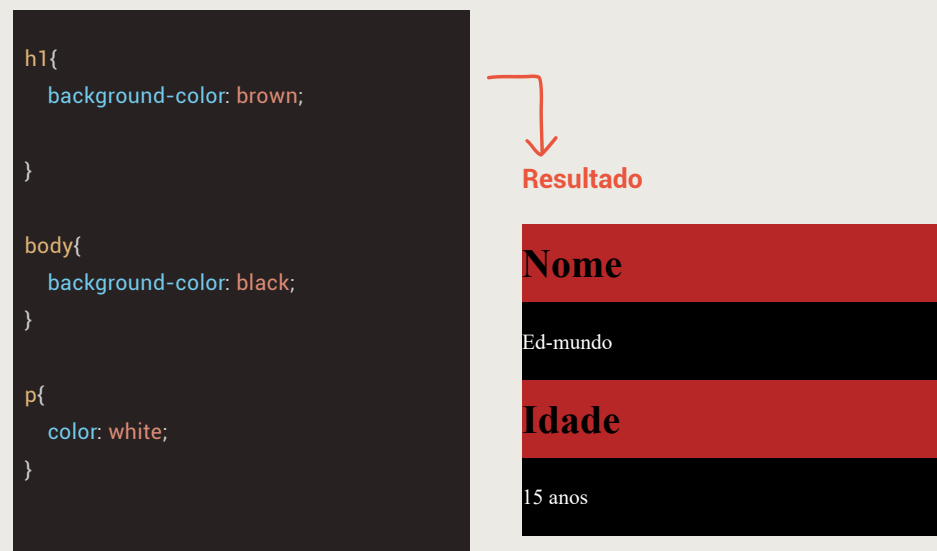 h1{
background-color: brown;
}
body{
background-color: black;
}
p{
color: white;
}
Resultado
Nome
Ed-mundo
Idade
15 anos